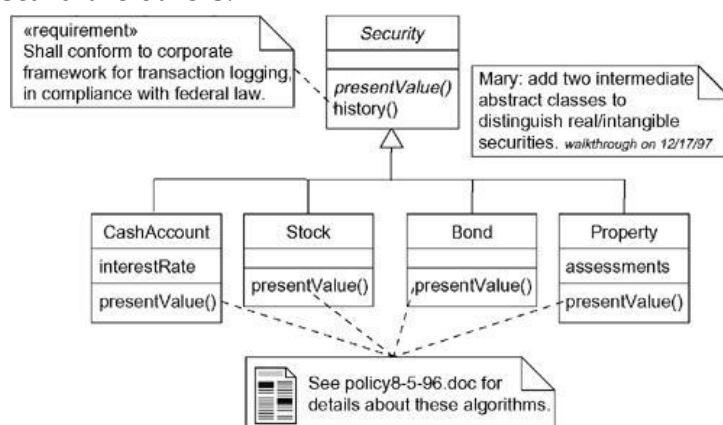 «requirement»
Shall conform to corporate
framework for transaction logging,
in compliance with federal law.
Security
presentValue()
history()
Mary: add two intermediate
abstract classes to
distinguish real/intangible
securities. walkthrough on 12/17/97
CashAccount
interestRate
presentValue()
Stock
presentValue()
Bond
presentValue()
Property
assessments
presentValue()
See policy8-5-96.doc for
details about these algorithms.